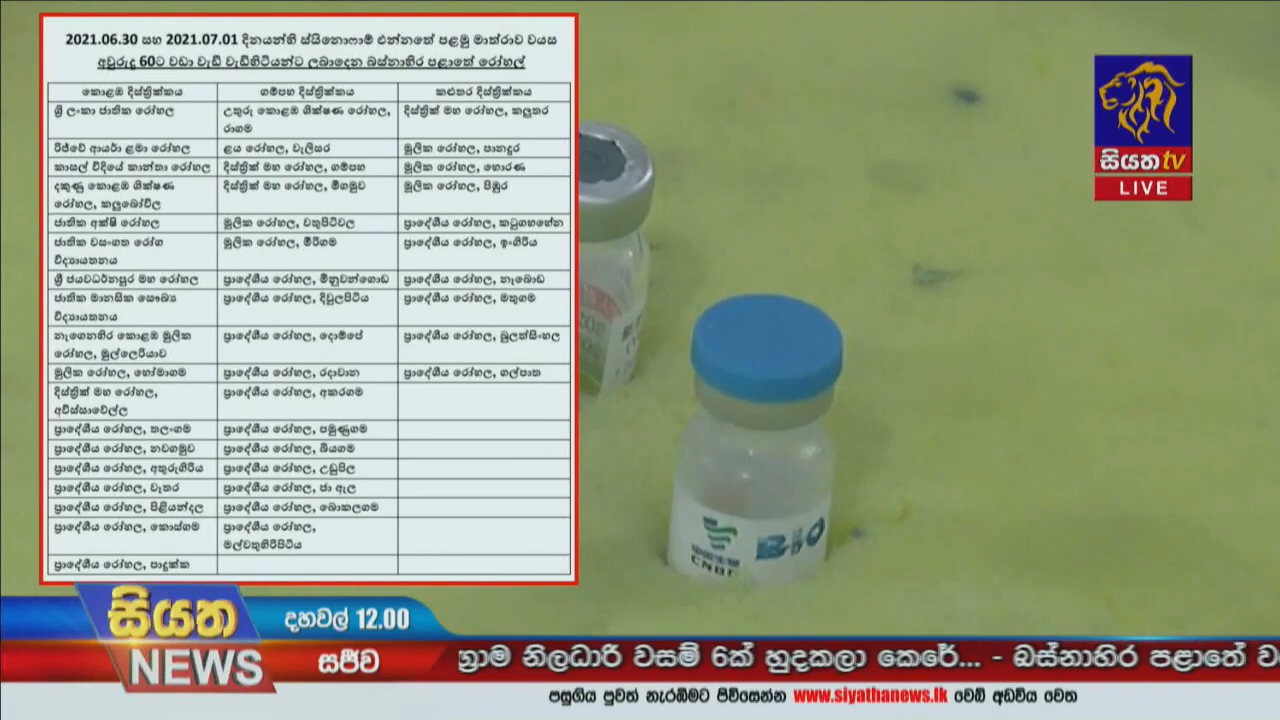 2021.06.30 සහ 2021.07.01 දිනයන්හි ස්යිනොෆාම් එන්නතේ පළමු මාත්‍රාව වයස
අවුරුදු 60ට වඩා වැඩි වැඩිහිටියන්ට ලබාදෙන බස්නාහිර පළාතේ රෝහල්
කොළඹ දිස්ත්‍රික්කය ගම්පහ දිස්ත්‍රික්කය කළුතර දිස්ත්‍රික්කය
ශ්‍රී ලංකා ජාතික රෝහල උතුරු කොළඹ ශික්ෂණ රෝහල, දිස්ත්‍රික් මහ රෝහල, කලුතර
රාගම
රිජ්වේ ආර්යා ළමා රෝහල ළය රෝහල, වැලිසර මූලික රෝහල, පානදුර
කාසල් වීදියේ කාන්තා රෝහල දිස්ත්‍රික් මහ රෝහල, ගම්පහ මූලික රෝහල, හොරණ
දකුණු කොළඹ ශික්ෂණ දිස්ත්‍රික් මහ රෝහල, මීගමුව මූලික රෝහල, පිඹුර
රෝහල, කලුබෝවිල
ජාතික අක්ෂි රෝහල මූලික රෝහල, වතුපිටිවල ප්‍රාදේශීය රෝහල, කටුගහහේන
ජාතික වසංගත රෝග මූලික රෝහල, මීරිගම ප්‍රාදේශීය රෝහල, ඉංගිරිය
විද්‍යායතනය
ශ්‍රී ජයවර්ධනපුර මහ රෝහල ප්‍රාදේශීය රෝහල, මිනුවන්ගොඩ ප්‍රාදේශීය රෝහල, නෑබොඩ
ජාතික මානසික සෞඛ්‍ය ප්‍රාදේශීය රෝහල, දිවුලපිටිය ප්‍රාදේශීය රෝහල, මතුගම
විද්‍යායතනය
නැගෙනහිර කොළඹ මූලික ප්‍රාදේශීය රෝහල, දොම්පේ ප්‍රාදේශීය රෝහල, බුලත්සිංහල
රෝහල, මුල්ලේරියාව
මූලික රෝහල, හෝමාගම ප්‍රාදේශීය රෝහල, රදාවාන ප්‍රාදේශීය රෝහල, ගල්පාත
දිස්ත්‍රික් මහ රෝහල, ප්‍රාදේශීය රෝහල, අකරගම
අවිස්සාවේල්ල
ප්‍රාදේශීය රෝහල, තලංගම ප්‍රාදේශීය රෝහල, පමුණුගම
ප්‍රාදේශීය රෝහල, නවගමුව ප්‍රාදේශීය රෝහල, බියගම
ප්‍රාදේශීය රෝහල, අතුරුගිරිය ප්‍රාදේශීය රෝහල, උඩුපිල
ප්‍රාදේශීය රෝහල, වෑතර ප්‍රාදේශීය රෝහල, ජා ඇල
ප්‍රාදේශීය රෝහල, පිළියන්දල ප්‍රාදේශීය රෝහල, බොකලගම
ප්‍රාදේශීය රෝහල, කොස්ගම ප්‍රාදේශීය රෝහල,
මල්වතුහිරිපිටිය
ප්‍රාදේශීය රෝහල, පාදුක්ක
සියත tv
LIVE
CNBG
සියත
NEWS
දහවල් 12.00
සජීව
ග්‍රාම නිලධාරි වසම් 6ක් හුදකලා කෙරේ... - බස්නාහිර පළාතේ
පසුගිය පුවත් නැරඹීමට පිවිසෙන්න www.siyathanews.lk වෙබ් අඩවිය වෙත